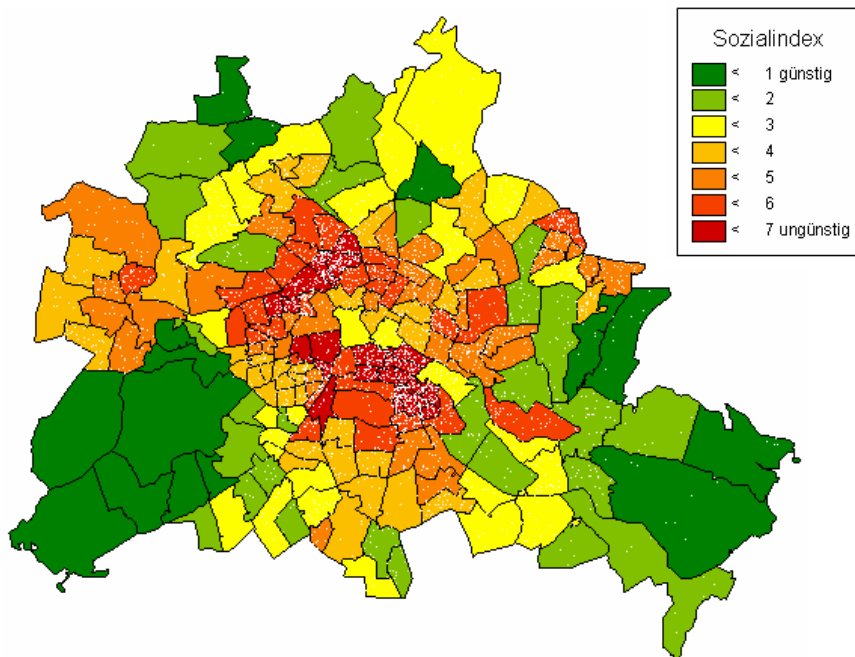 Sozialindex
< 1 günstig
< 2
< 3
< 4
< 5
< 6
< 7 ungünstig